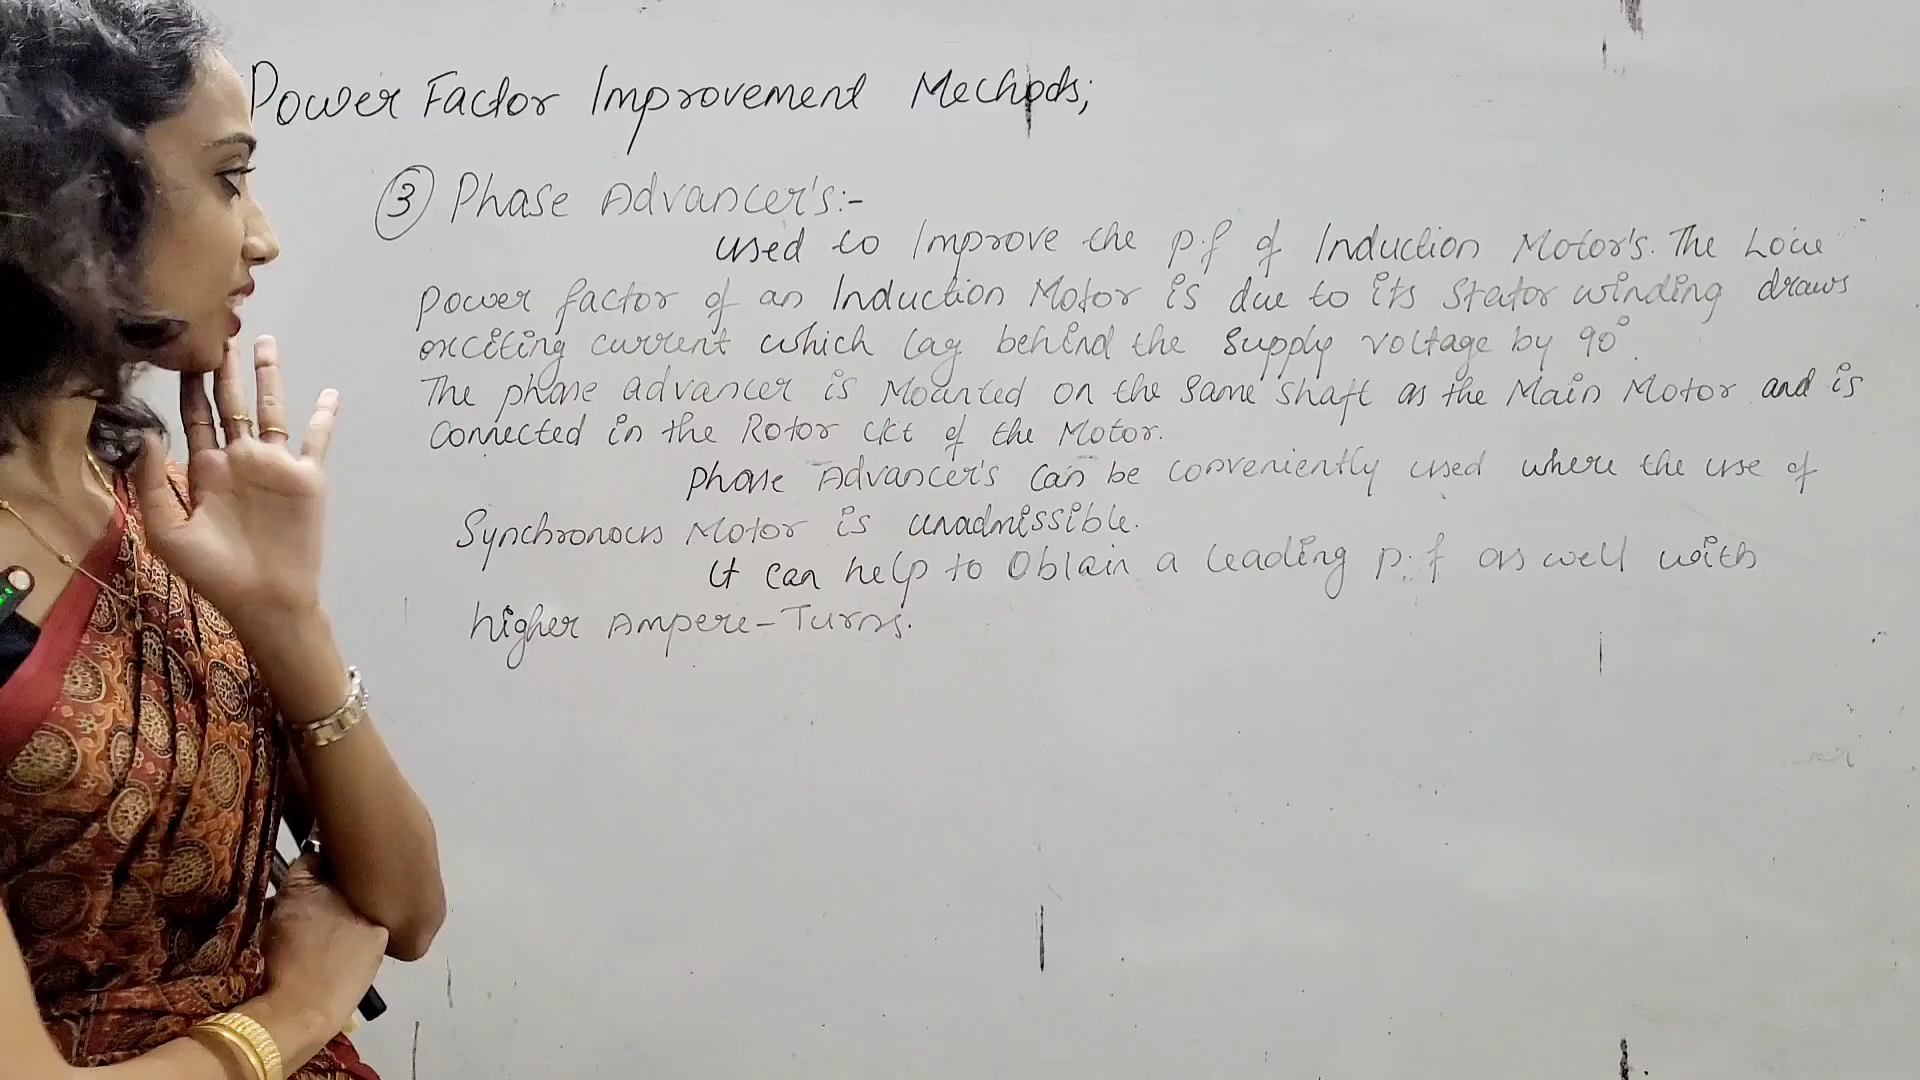 Power Factor Improvement Methods;
③ Phase Advancer's:-
used to Improve the p.f of Induction Motor's. The Low
power factor of an Induction Motor is due to its Stator winding draws
exciting current which lag behind the supply voltage by 90°.
The phase advancer is Mounted on the same shaft as the Main Motor and is
Connected in the Rotor ckt of the Motor.
phase Advancer's can be conveniently used where the use of
Synchronous Motor is unadmissible.
It can help to Obtain a leading p.f as well with
higher Ampere-Turns.